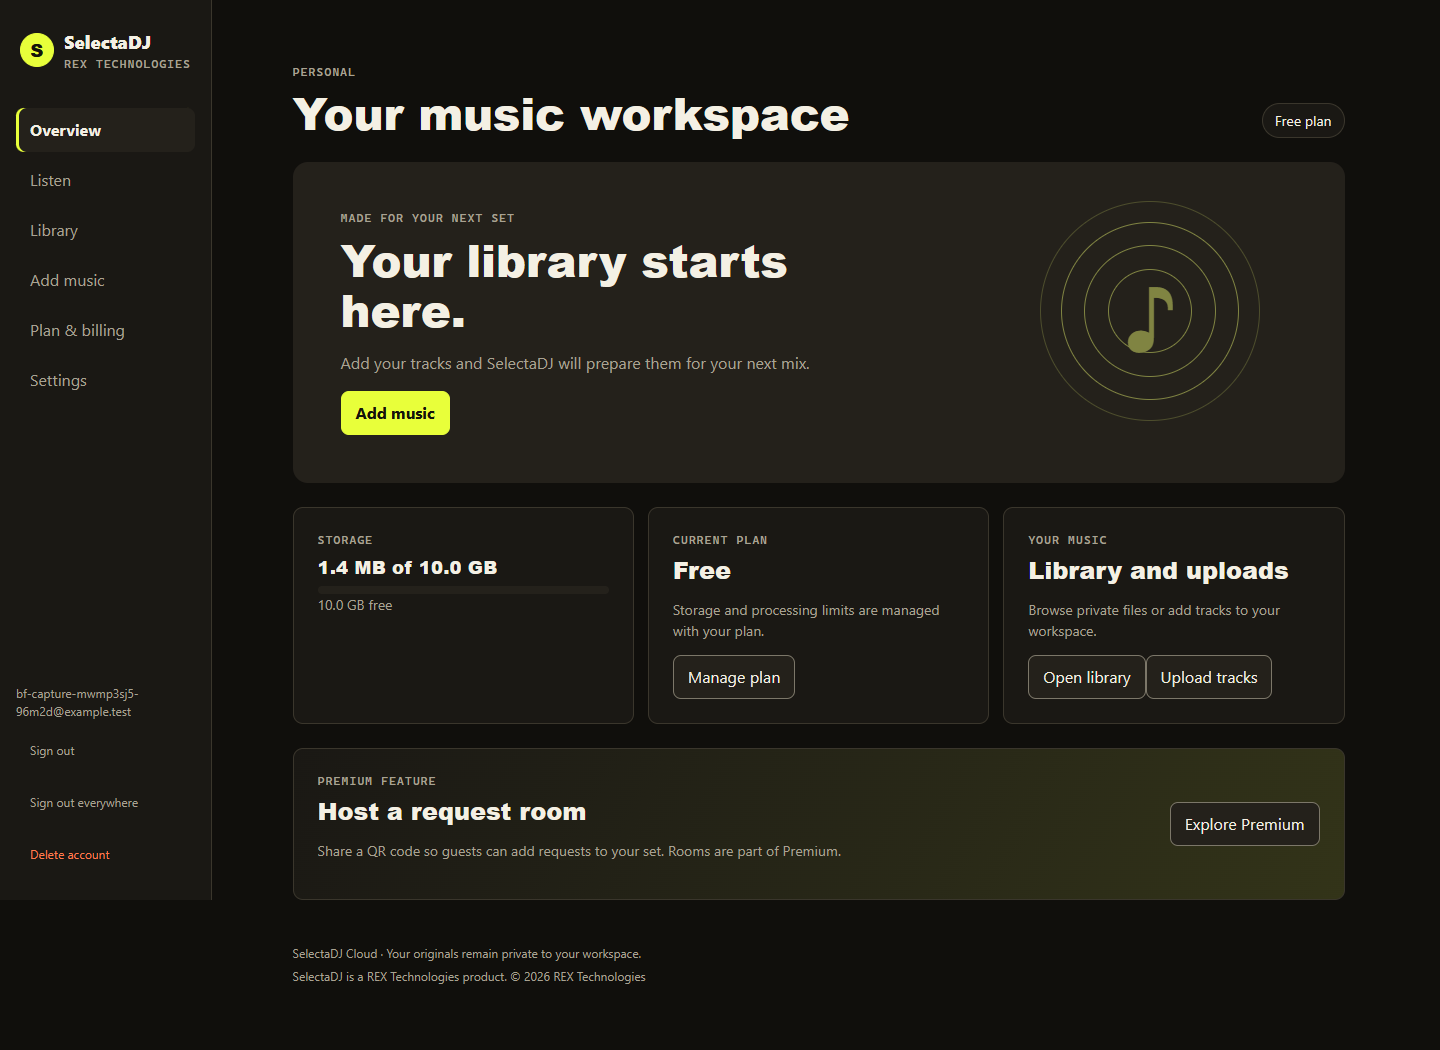 S
SelectaDJ
REX TECHNOLOGIES
Overview
Listen
Library
Add music
Plan & billing
Settings
bf-capture-mwmp3sj5-
96m2d@example.test
Sign out
Sign out everywhere
Delete account
PERSONAL
Your music workspace
Free plan
MADE FOR YOUR NEXT SET
Your library starts
here.
Add your tracks and SelectaDJ will prepare them for your next mix.
Add music
STORAGE
1.4 MB of 10.0 GB
10.0 GB free
CURRENT PLAN
Free
Storage and processing limits are managed
with your plan.
Manage plan
YOUR MUSIC
Library and uploads
Browse private files or add tracks to your
workspace.
Open library
Upload tracks
PREMIUM FEATURE
Host a request room
Share a QR code so guests can add requests to your set. Rooms are part of Premium.
Explore Premium
SelectaDJ Cloud · Your originals remain private to your workspace.
SelectaDJ is a REX Technologies product. © 2026 REX Technologies